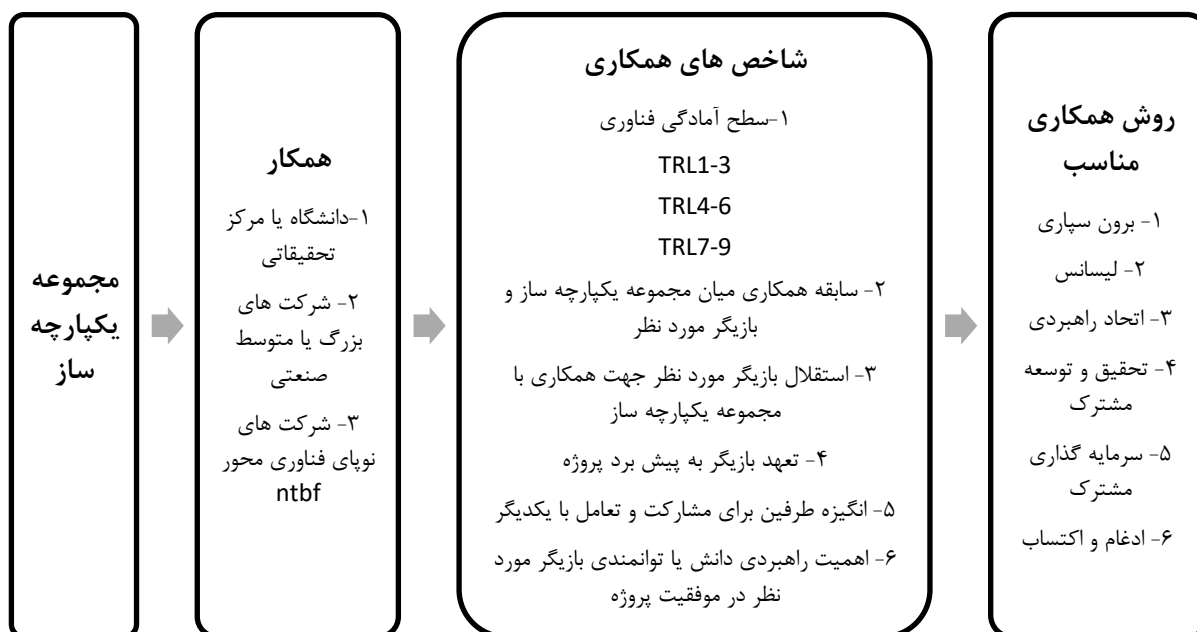 مجموعه
یکپارچه
ساز
همکار
۱-دانشگاه یا مرکز
تحقیقاتی
۲- شرکت های
بزرگ یا متوسط
صنعتی
۳- شرکت های
نوپای فناوری محور
ntbf
شاخص های همکاری
۱-سطح آمادگی فناوری
TRL1-3
TRL4-6
TRL7-9
۲- سابقه همکاری میان مجموعه یکپارچه ساز و
بازیگر مورد نظر
۳- استقلال بازیگر مورد نظر جهت همکاری با
مجموعه یکپارچه ساز
۴- تعهد بازیگر به پیش برد پروژه
۵- انگیزه طرفین برای مشارکت و تعامل با یکدیگر
۶- اهمیت راهبردی دانش یا توانمندی بازیگر مورد
نظر در موفقیت پروژه
روش همکاری
مناسب
۱- برون سپاری
۲- لیسانس
۳- اتحاد راهبردی
۴- تحقیق و توسعه
مشترک
۵- سرمایه گذاری
مشترک
۶- ادغام و اکتساب